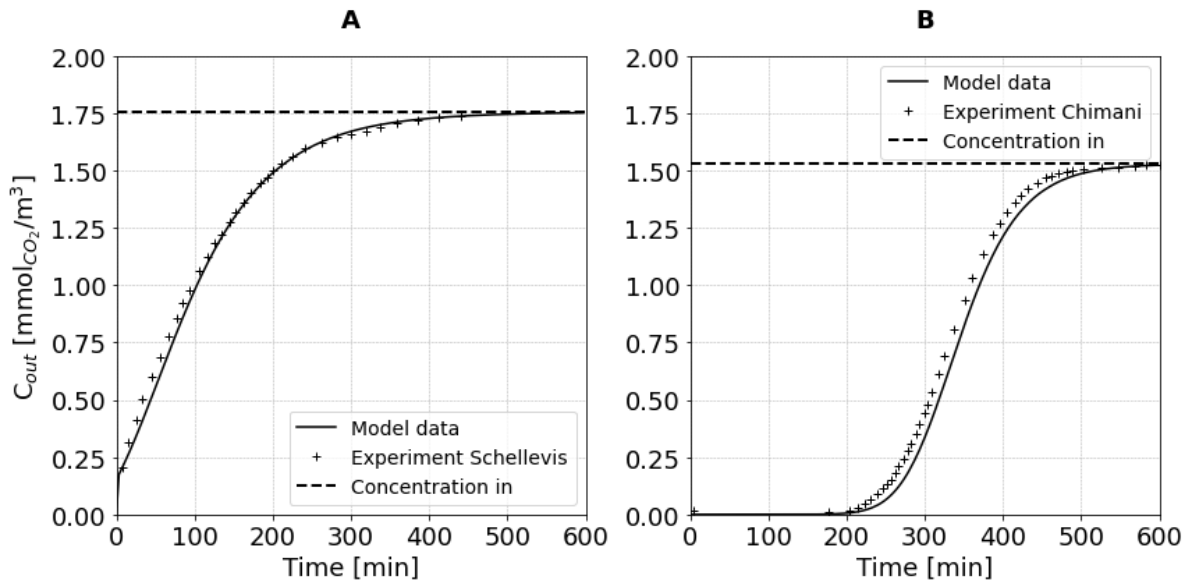 A
2.00
1.75
1.50
1.25
1.00
0.75
0.50
0.25
0.00
C_out [mmol_CO₂/m³]
Model data
Experiment Schellevis
Concentration in
0 100 200 300 400 500 600
Time [min]
B
2.00
1.75
1.50
1.25
1.00
0.75
0.50
0.25
0.00
Model data
Experiment Chimani
Concentration in
0 100 200 300 400 500 600
Time [min]